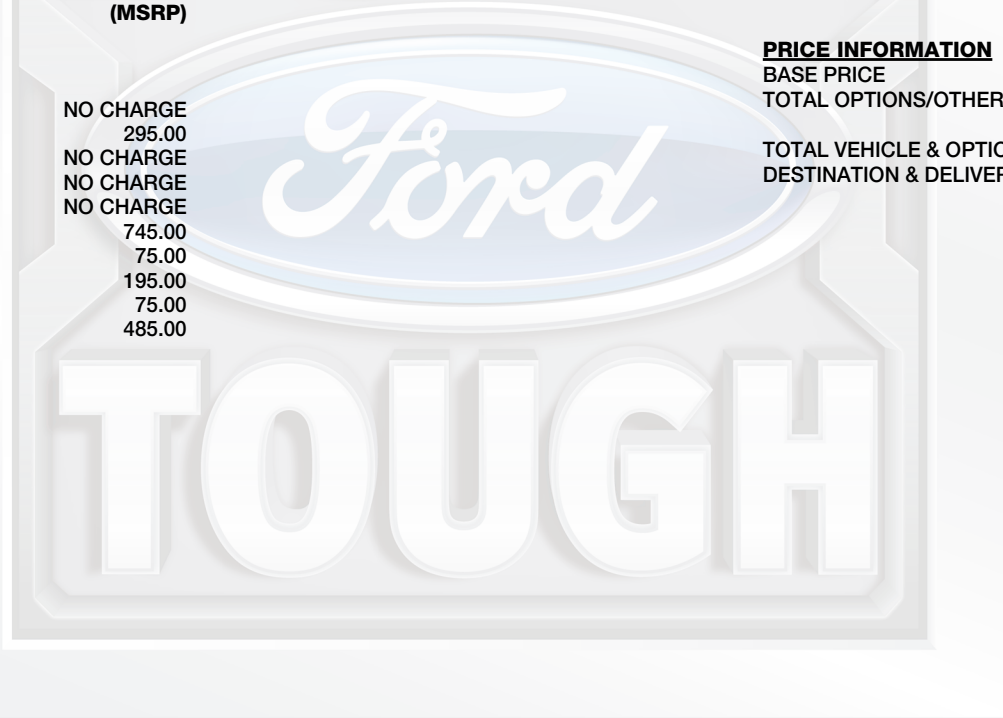 (MSRP)
NO CHARGE
295.00
NO CHARGE
NO CHARGE
NO CHARGE
745.00
75.00
195.00
75.00
485.00
PRICE INFORMATION
BASE PRICE
TOTAL OPTIONS/OTHER
TOTAL VEHICLE & OPTIO
DESTINATION & DELIVER
Ford
TOUGH